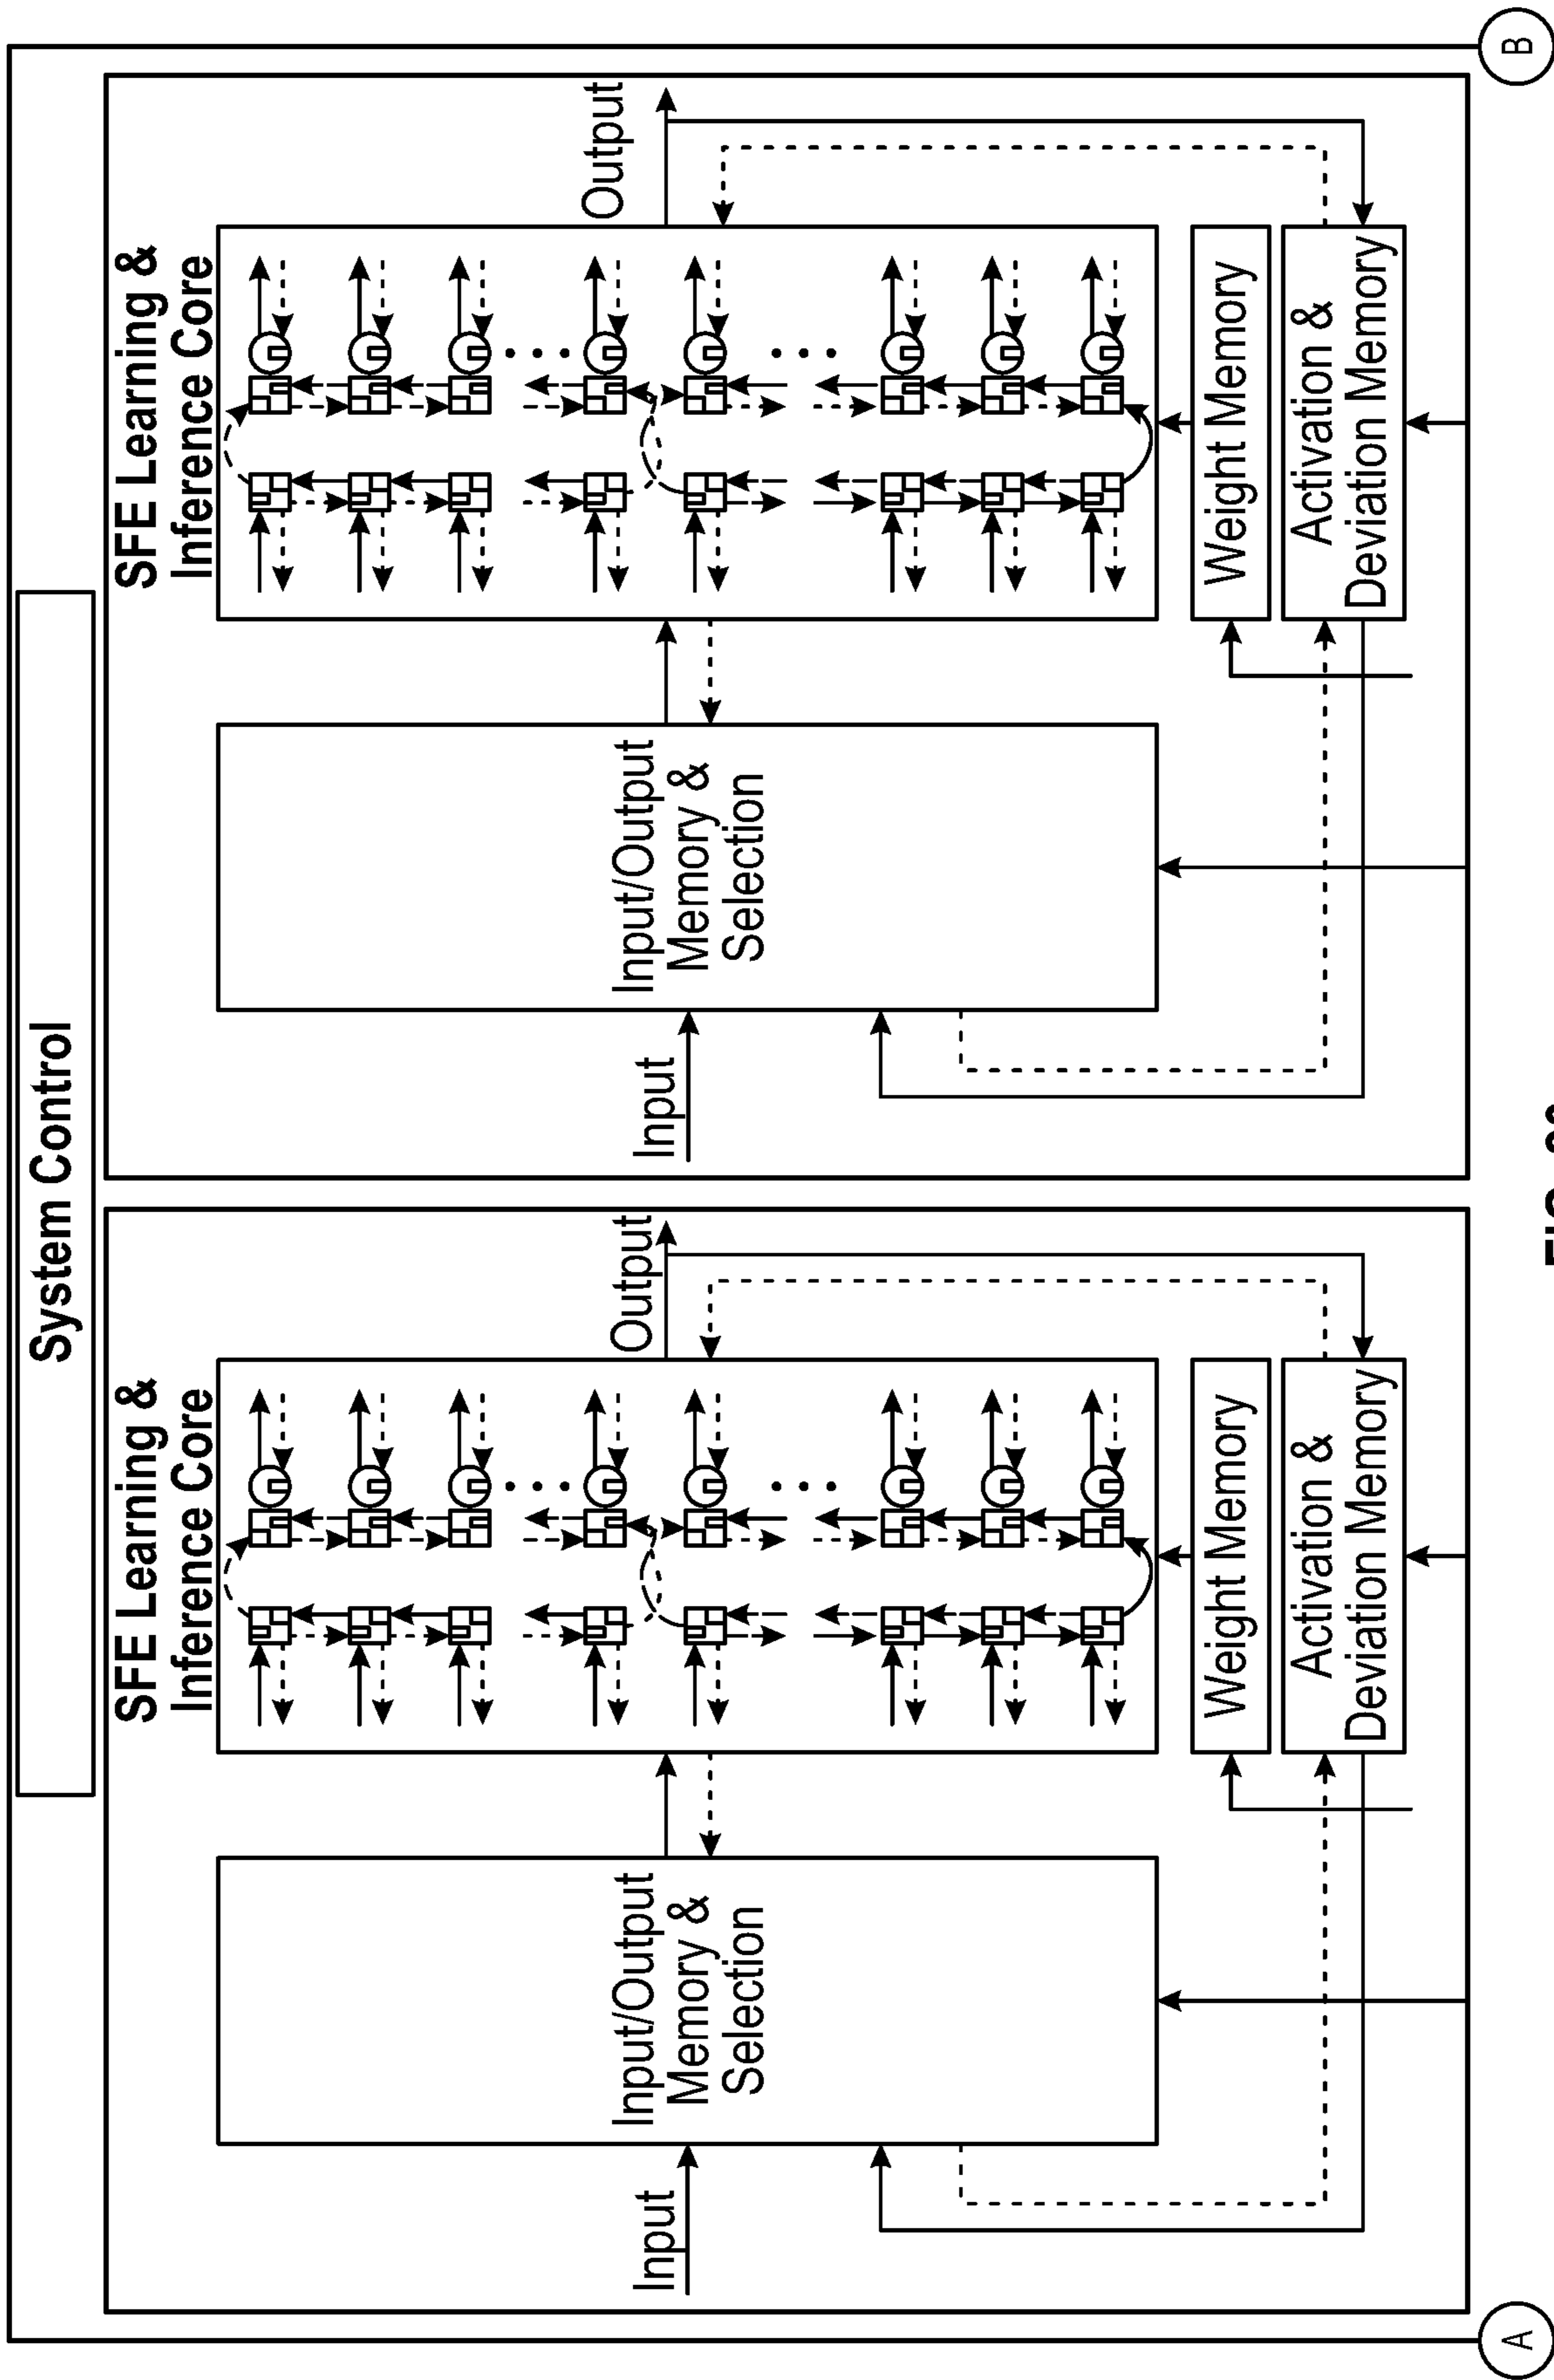 System Control
SFE Learning &
Inference Core
Input
Input/Output
Memory &
Selection
Output
Weight Memory
Activation &
Deviation Memory
SFE Learning &
Inference Core
Input
Input/Output
Memory &
Selection
Output
Weight Memory
Activation &
Deviation Memory
A
B